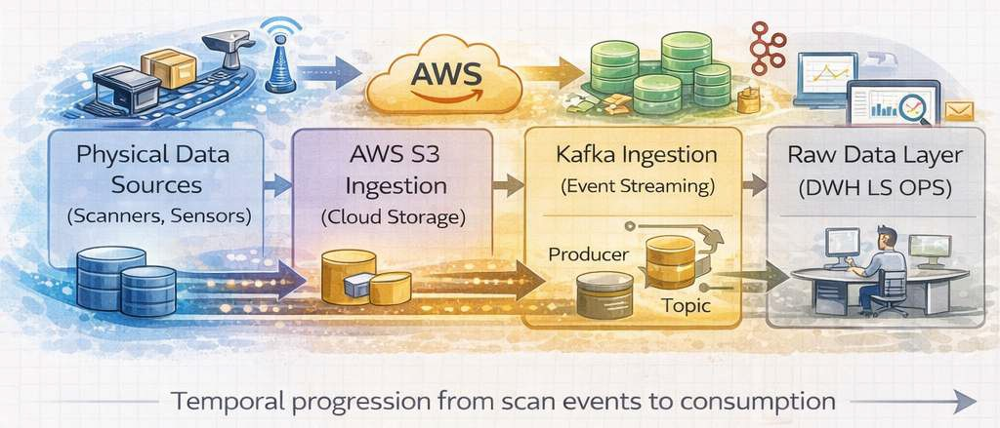 AWS
Physical Data
Sources
(Scanners, Sensors)
AWS S3
Ingestion
(Cloud Storage)
Kafka Ingestion
(Event Streaming)
Producer
Topic
Raw Data Layer
(DWH LS OPS)
Temporal progression from scan events to consumption